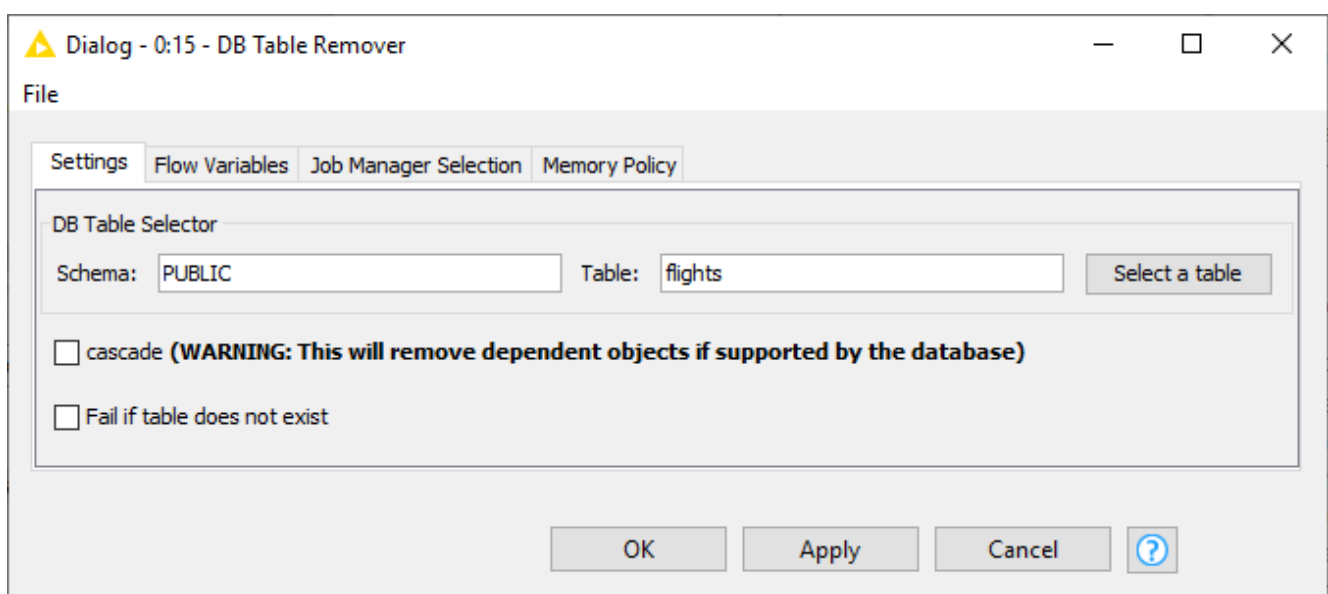 Dialog - 0:15 - DB Table Remover
File
Settings Flow Variables Job Manager Selection Memory Policy
DB Table Selector
Schema: PUBLIC Table: flights Select a table
cascade (WARNING: This will remove dependent objects if supported by the database)
Fail if table does not exist
OK Apply Cancel ?